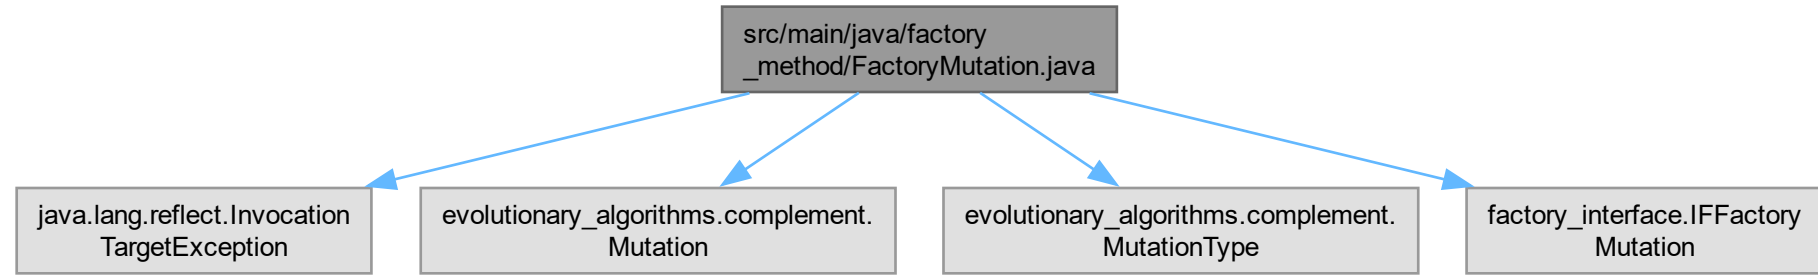 src/main/java/factory
_method/FactoryMutation.java
java.lang.reflect.Invocation
TargetException
evolutionary_algorithms.complement.
Mutation
evolutionary_algorithms.complement.
MutationType
factory_interface.IFFactory
Mutation